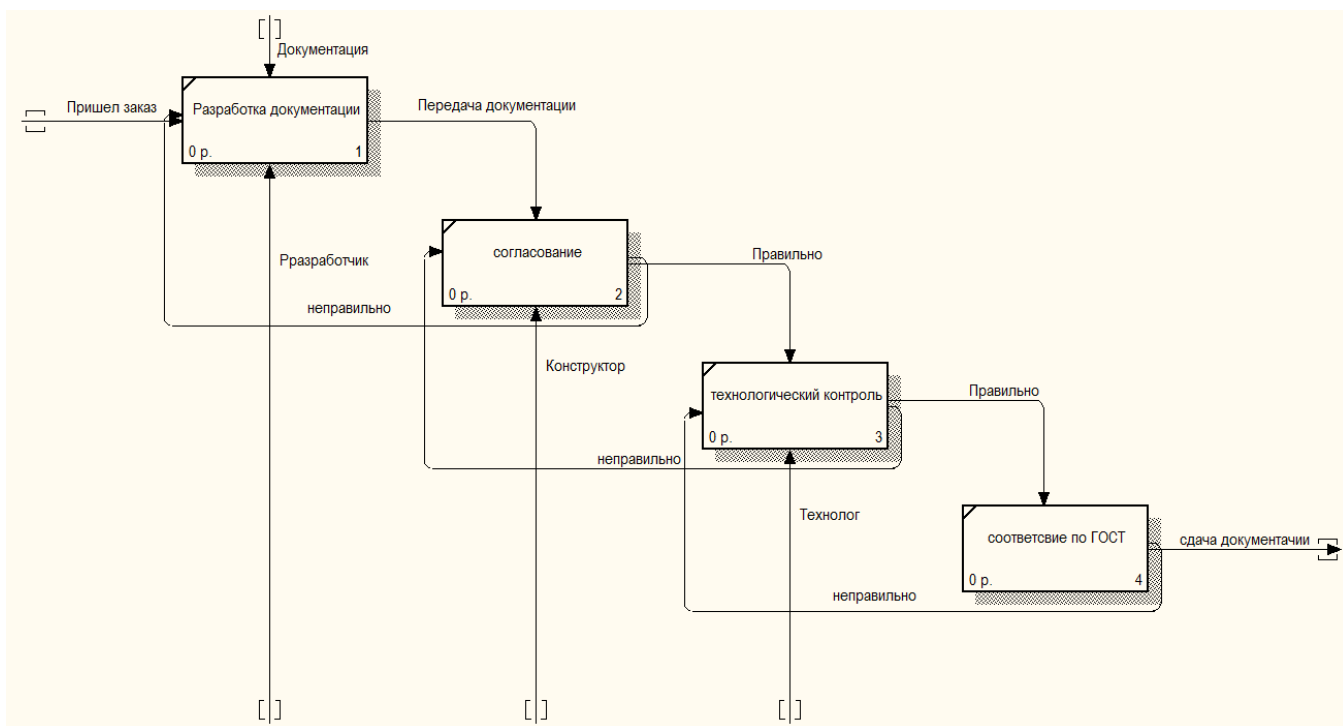 Документация
Пришел заказ
Разработка документации
0 р.
1
Передача документации
Рразработчик
согласование
0 р.
2
неправильно
Правильно
Конструктор
технологический контроль
0 р.
3
неправильно
Правильно
Технолог
соответсвие по ГОСТ
0 р.
4
неправильно
сдача документачии